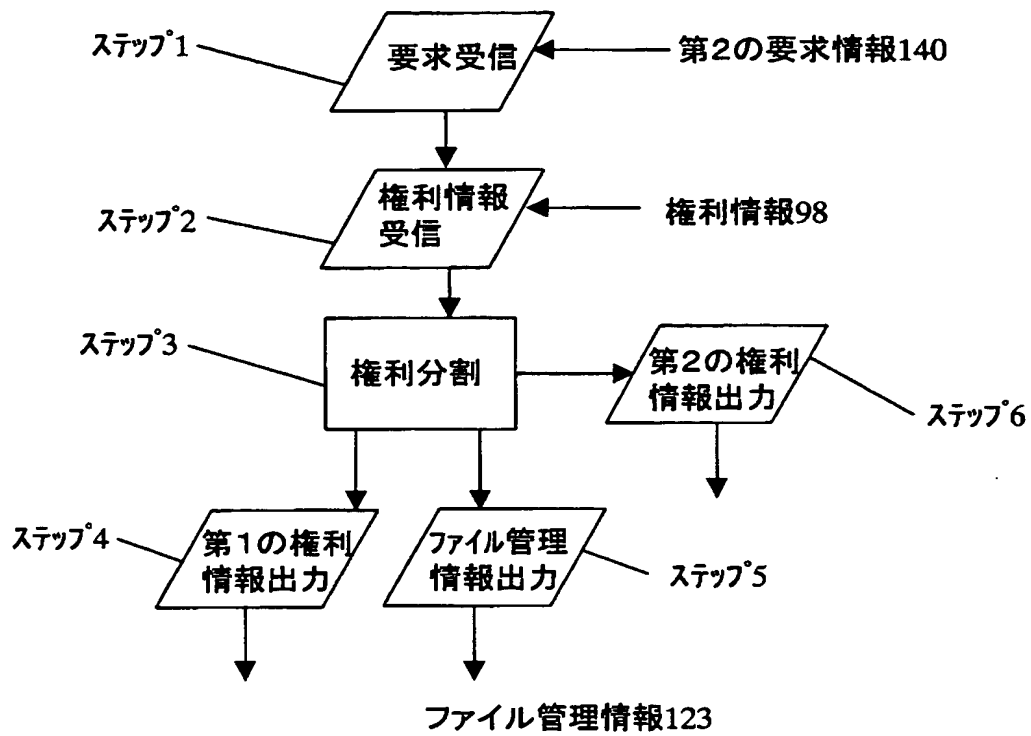 ステップ1
要求受信
第2の要求情報140
ステップ2
権利情報
受信
権利情報98
ステップ3
権利分割
第2の権利
情報出力
ステップ6
ステップ4
第1の権利
情報出力
ファイル管理
情報出力
ステップ5
ファイル管理情報123